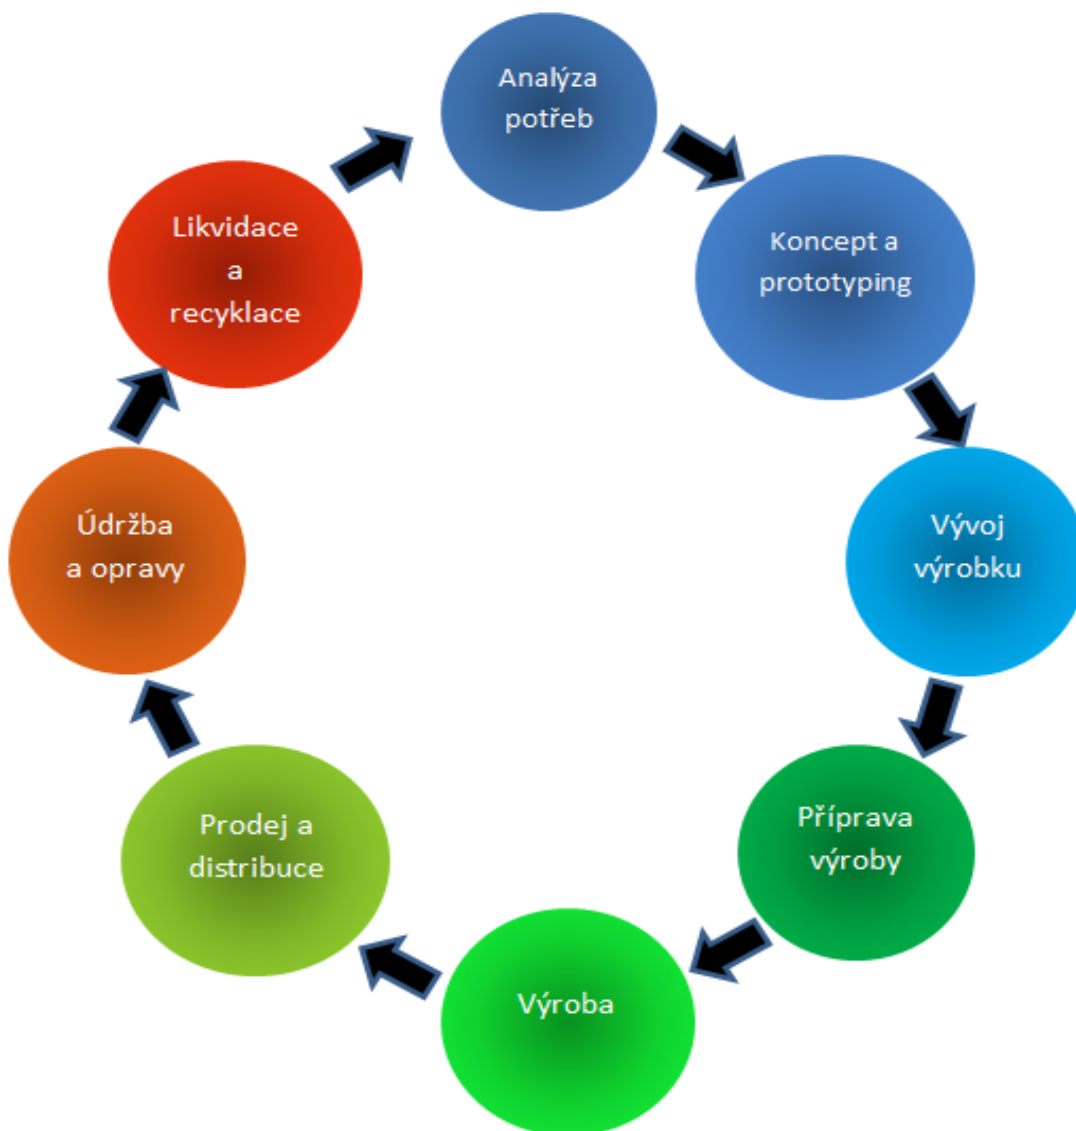 Analýza
potřeb
Koncept a
prototyping
Vývoj
výrobku
Příprava
výroby
Výroba
Prodej a
distribuce
Údržba
a opravy
Likvidace
a
recyklace